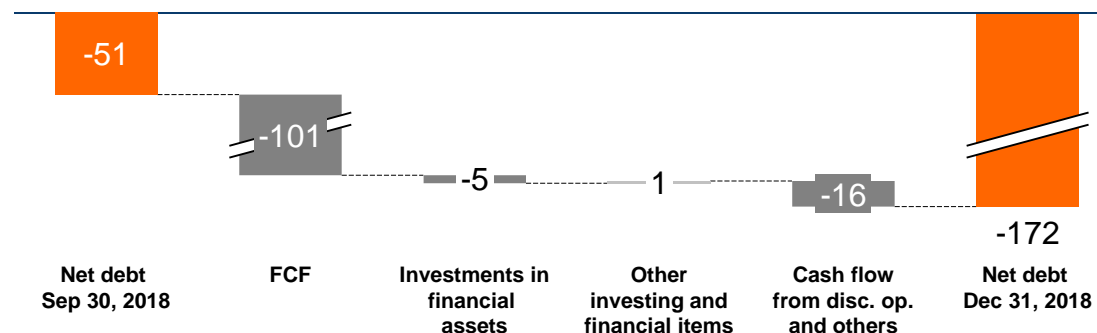 -51
-101
-5
1
-16
-172
Net debt
Sep 30, 2018
FCF
Investments in
financial
assets
Other
investing and
financial items
Cash flow
from disc. op.
and others
Net debt
Dec 31, 2018